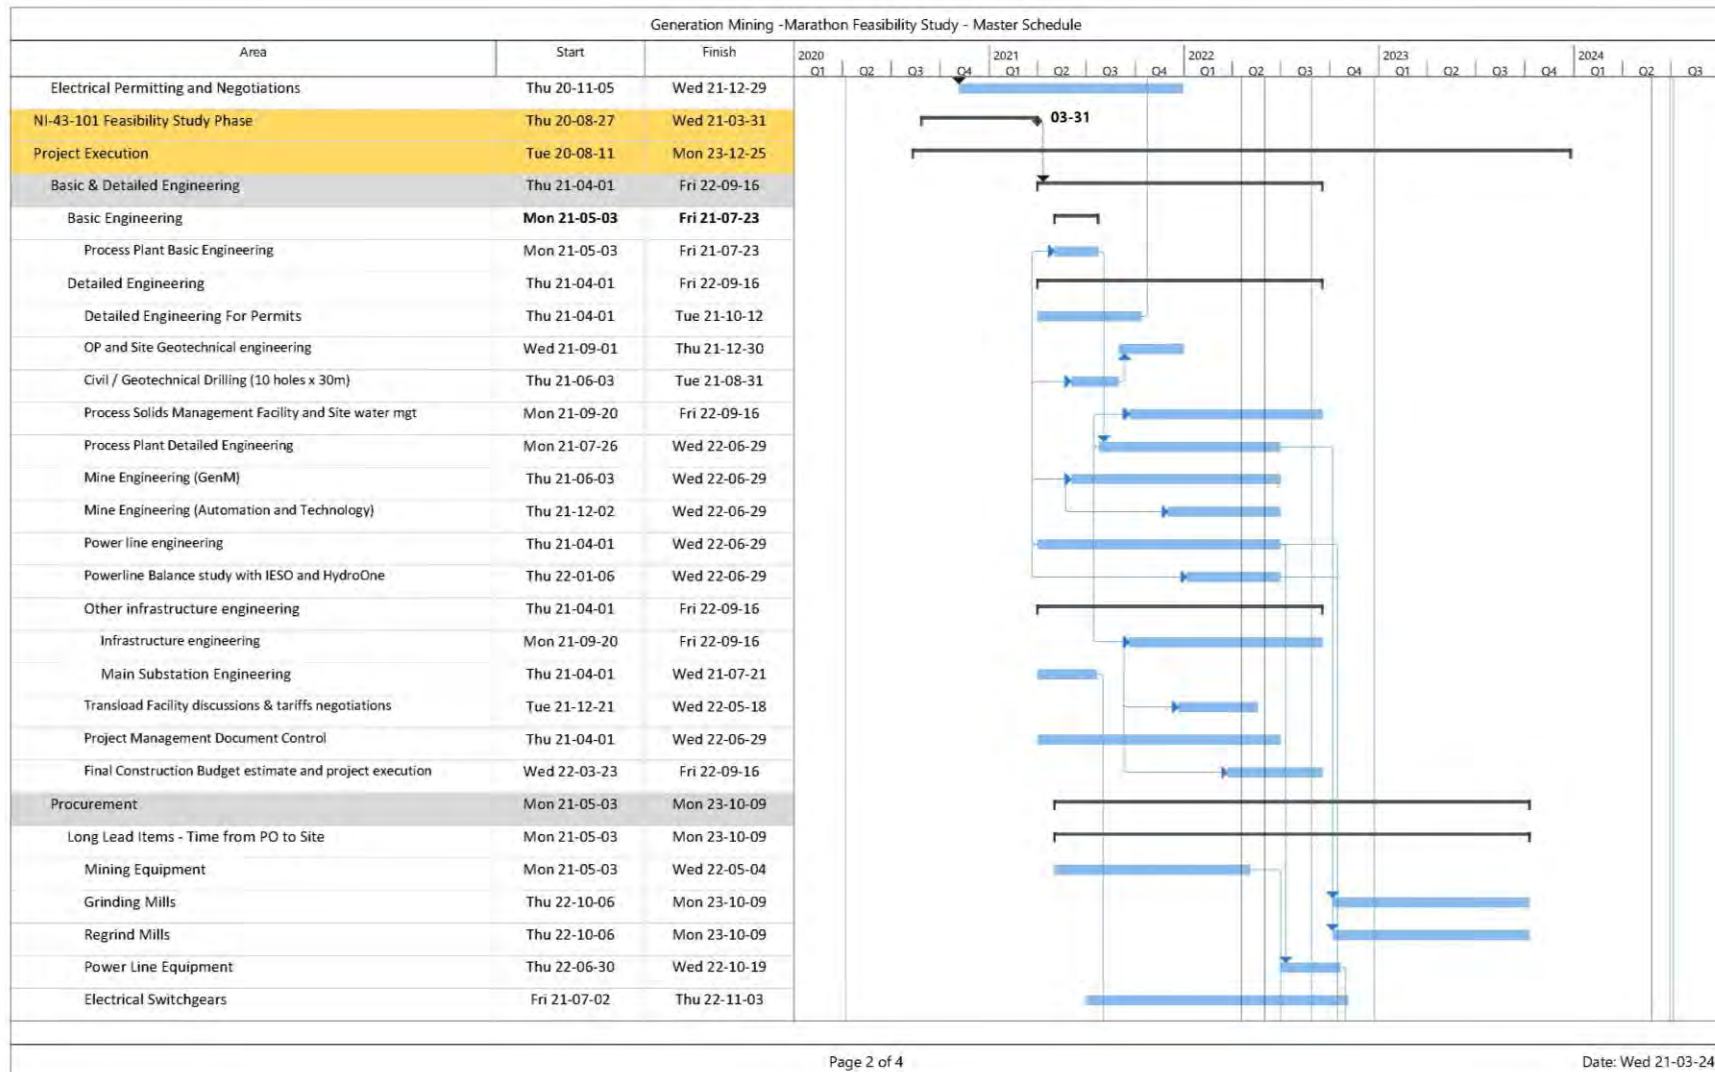 Generation Mining -Marathon Feasibility Study - Master Schedule
Area Start Finish 2020 2021 2022 2023 2024
Q1 Q2 Q3 Q4 Q1 Q2 Q3 Q4 Q1 Q2 Q3 Q4 Q1 Q2 Q3 Q4 Q1 Q2 Q3
Electrical Permitting and Negotiations Thu 20-11-05 Wed 21-12-29
NI-43-101 Feasibility Study Phase Thu 20-08-27 Wed 21-03-31 03-31
Project Execution Tue 20-08-11 Mon 23-12-25
Basic & Detailed Engineering Thu 21-04-01 Fri 22-09-16
Basic Engineering Mon 21-05-03 Fri 21-07-23
Process Plant Basic Engineering Mon 21-05-03 Fri 21-07-23
Detailed Engineering Thu 21-04-01 Fri 22-09-16
Detailed Engineering For Permits Thu 21-04-01 Tue 21-10-12
OP and Site Geotechnical engineering Wed 21-09-01 Thu 21-12-30
Civil / Geotechnical Drilling (10 holes x 30m) Thu 21-06-03 Tue 21-08-31
Process Solids Management Facility and Site water mgt Mon 21-09-20 Fri 22-09-16
Process Plant Detailed Engineering Mon 21-07-26 Wed 22-06-29
Mine Engineering (GenM) Thu 21-06-03 Wed 22-06-29
Mine Engineering (Automation and Technology) Thu 21-12-02 Wed 22-06-29
Power line engineering Thu 21-04-01 Wed 22-06-29
Powerline Balance study with IESO and HydroOne Thu 22-01-06 Wed 22-06-29
Other infrastructure engineering Thu 21-04-01 Fri 22-09-16
Infrastructure engineering Mon 21-09-20 Fri 22-09-16
Main Substation Engineering Thu 21-04-01 Wed 21-07-21
Transload Facility discussions & tariffs negotiations Tue 21-12-21 Wed 22-05-18
Project Management Document Control Thu 21-04-01 Wed 22-06-29
Final Construction Budget estimate and project execution Wed 22-03-23 Fri 22-09-16
Procurement Mon 21-05-03 Mon 23-10-09
Long Lead Items - Time from PO to Site Mon 21-05-03 Mon 23-10-09
Mining Equipment Mon 21-05-03 Wed 22-05-04
Grinding Mills Thu 22-10-06 Mon 23-10-09
Regrind Mills Thu 22-10-06 Mon 23-10-09
Power Line Equipment Thu 22-06-30 Wed 22-10-19
Electrical Switchgears Fri 21-07-02 Thu 22-11-03
Page 2 of 4 Date: Wed 21-03-24